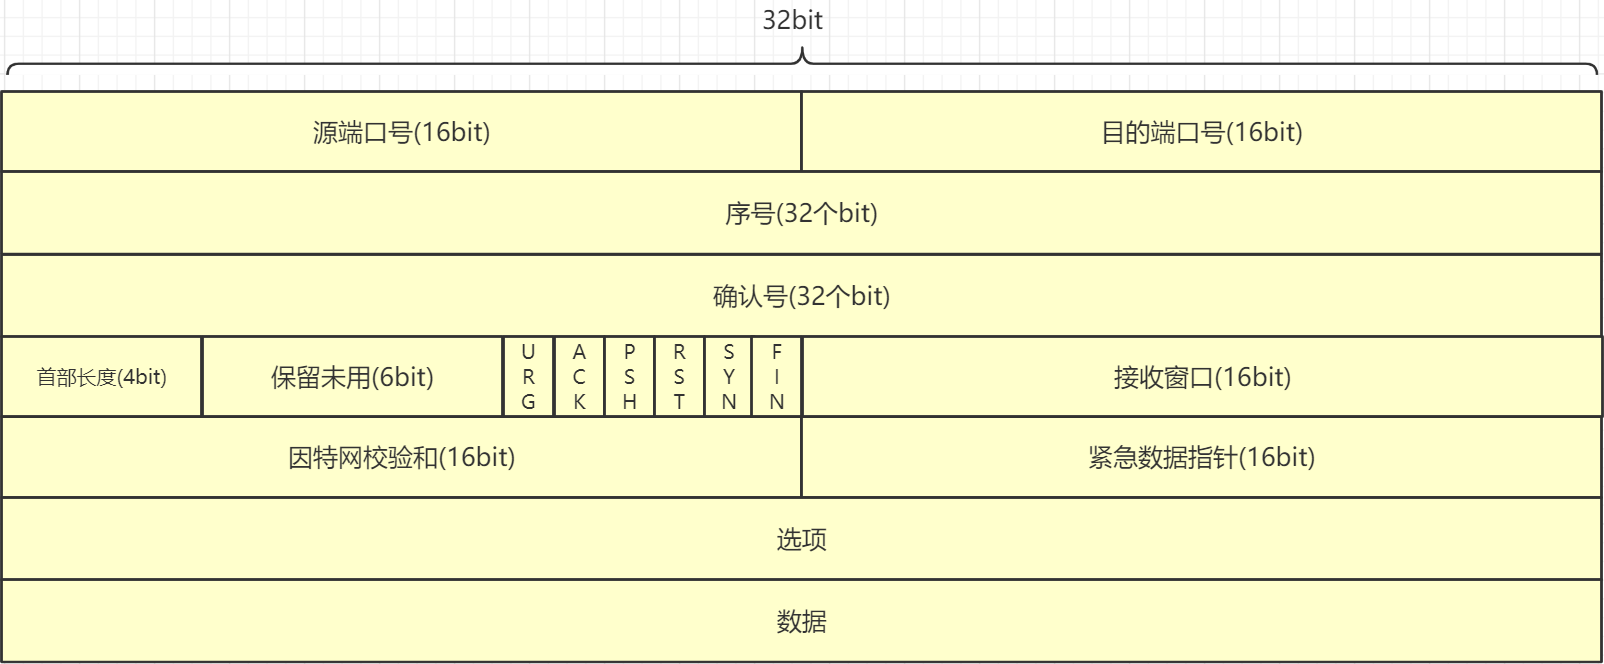 32bit
源端口号(16bit)
目的端口号(16bit)
序号(32个bit)
确认号(32个bit)
首部长度(4bit)
保留未用(6bit)
URG
ACK
PSH
RST
SYN
FIN
接收窗口(16bit)
因特网校验和(16bit)
紧急数据指针(16bit)
选项
数据